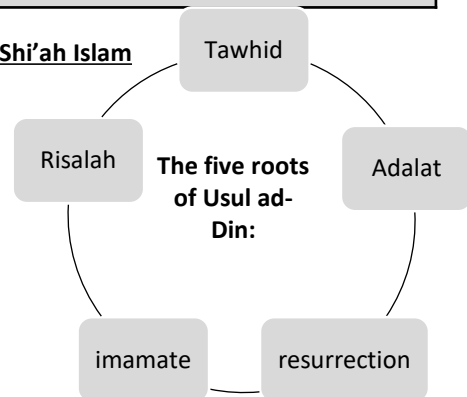 Shi’ah Islam
Tawhid
Risalah
The five roots
of Usul ad-
Din:
Adalat
imamate
resurrection